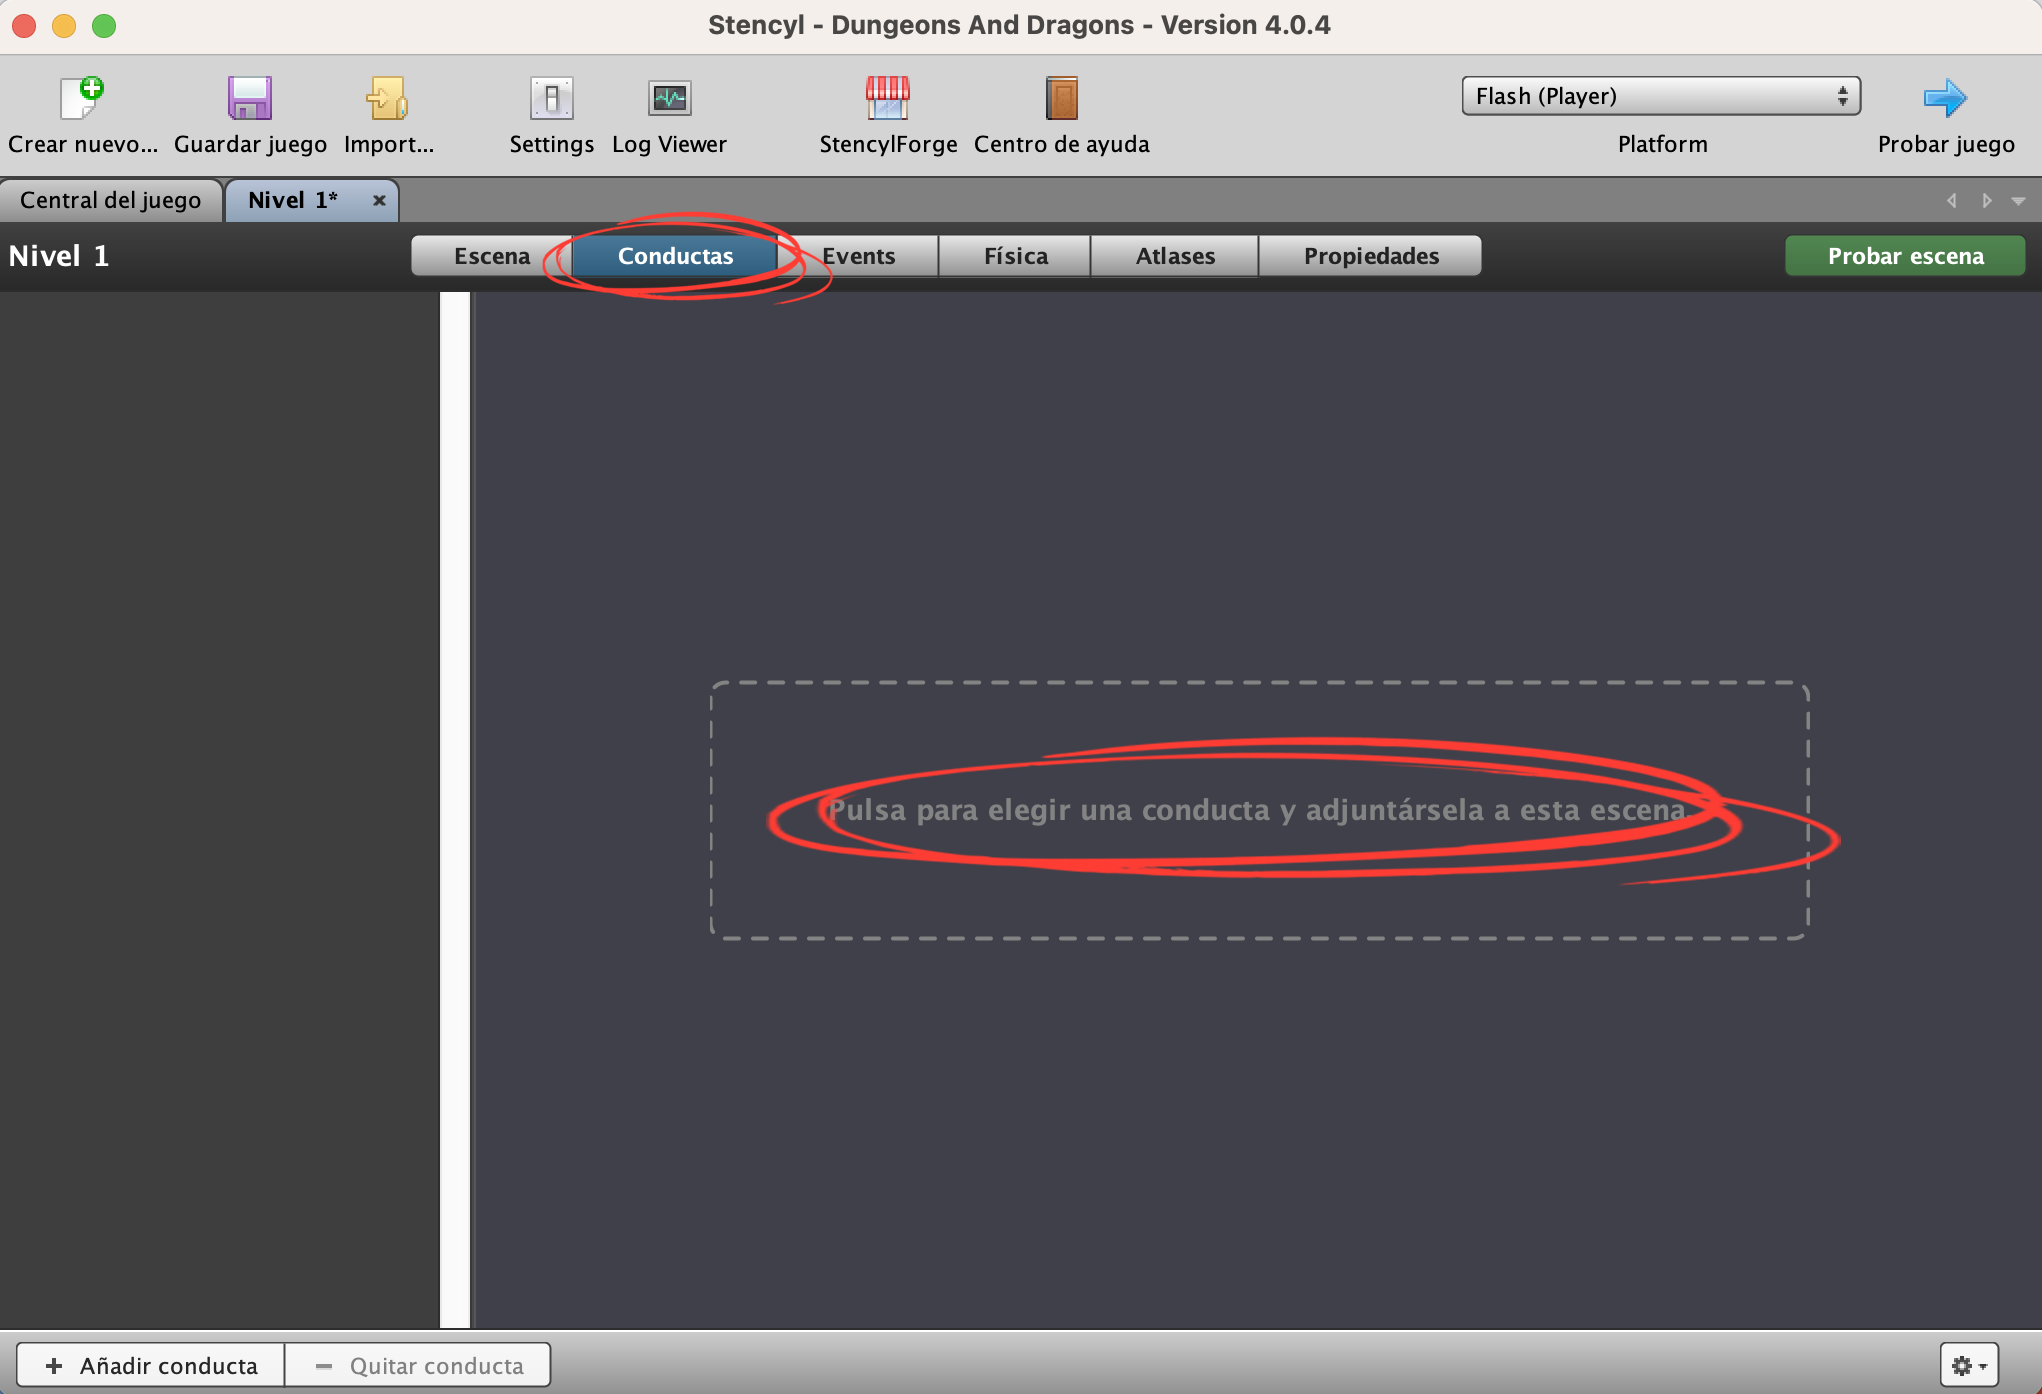 Stencyl - Dungeons And Dragons - Version 4.0.4
Crear nuevo... Guardar juego Import... Settings Log Viewer StencylForge Centro de ayuda Flash (Player) Platform Probar juego
Central del juego Nivel 1*
Nivel 1 Escena Conductas Events Física Atlases Propiedades Probar escena
Pulsa para elegir una conducta y adjuntársela a esta escena.
+ Añadir conducta − Quitar conducta